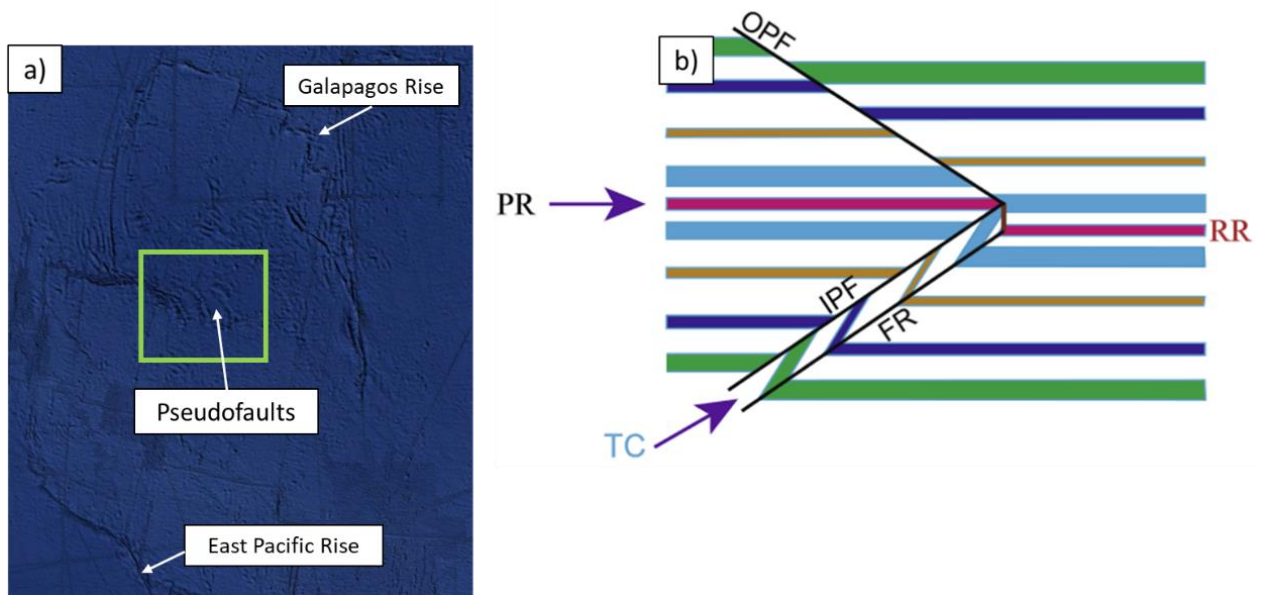 a)
Galapagos Rise
Pseudofaults
East Pacific Rise
b)
OPF
PR
RR
IPF
FR
TC